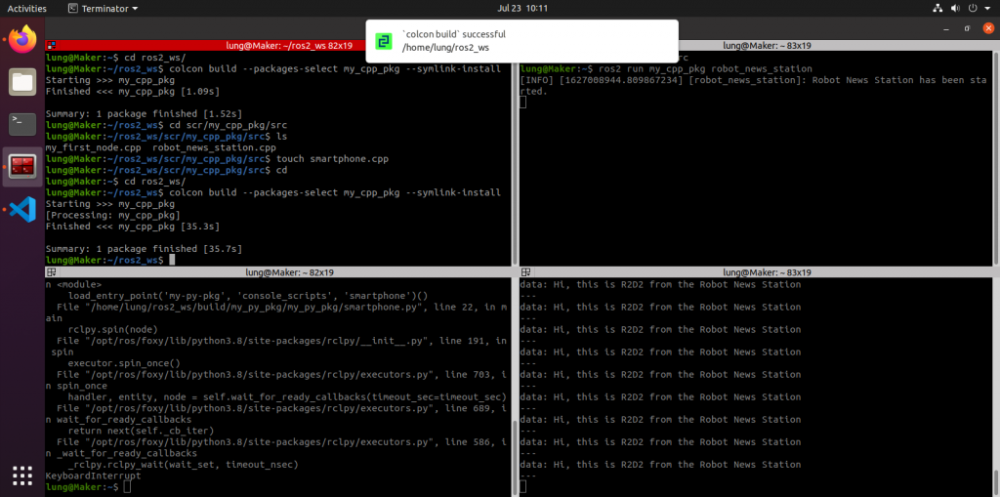 Activities
Terminator
Jul 23  10:11
`colcon build` successful
/home/lung/ros2_ws
lung@Maker: ~/ros2_ws 82x19
lung@Maker:~$ cd ros2_ws/
lung@Maker:~/ros2_ws$ colcon build --packages-select my_cpp_pkg --symlink-install
Starting >>> my_cpp_pkg
Finished <<< my_cpp_pkg [1.09s]
Summary: 1 package finished [1.52s]
lung@Maker:~/ros2_ws$ cd scr/my_cpp_pkg/src
lung@Maker:~/ros2_ws/scr/my_cpp_pkg/src$ ls
my_first_node.cpp  robot_news_station.cpp
lung@Maker:~/ros2_ws/scr/my_cpp_pkg/src$ touch smartphone.cpp
lung@Maker:~/ros2_ws/scr/my_cpp_pkg/src$ cd
lung@Maker:~$ cd ros2_ws/
lung@Maker:~/ros2_ws$ colcon build --packages-select my_cpp_pkg --symlink-install
Starting >>> my_cpp_pkg
[Processing: my_cpp_pkg]
Finished <<< my_cpp_pkg [35.3s]
Summary: 1 package finished [35.7s]
lung@Maker:~/ros2_ws$
lung@Maker:~ 83x19
rc
lung@Maker:~$ ros2 run my_cpp_pkg robot_news_station
[INFO] [1627008944.809867234] [robot_news_station]: Robot News Station has been sta
rted.
lung@Maker:~ 82x19
n <module>
load_entry_point('my-py-pkg', 'console_scripts', 'smartphone')()
File "/home/lung/ros2_ws/build/my_py_pkg/my_py_pkg/smartphone.py", line 22, in m
ain
rclpy.spin(node)
File "/opt/ros/foxy/lib/python3.8/site-packages/rclpy/__init__.py", line 191, in
spin
executor.spin_once()
File "/opt/ros/foxy/lib/python3.8/site-packages/rclpy/executors.py", line 703, i
n spin_once
handler, entity, node = self.wait_for_ready_callbacks(timeout_sec=timeout_sec)
File "/opt/ros/foxy/lib/python3.8/site-packages/rclpy/executors.py", line 689, i
n wait_for_ready_callbacks
return next(self._cb_iter)
File "/opt/ros/foxy/lib/python3.8/site-packages/rclpy/executors.py", line 586, i
n _wait_for_ready_callbacks
_rclpy.rclpy_wait(wait_set, timeout_nsec)
KeyboardInterrupt
lung@Maker:~$
lung@Maker:~ 83x19
data: Hi, this is R2D2 from the Robot News Station
---
data: Hi, this is R2D2 from the Robot News Station
---
data: Hi, this is R2D2 from the Robot News Station
---
data: Hi, this is R2D2 from the Robot News Station
---
data: Hi, this is R2D2 from the Robot News Station
---
data: Hi, this is R2D2 from the Robot News Station
---
data: Hi, this is R2D2 from the Robot News Station
---
data: Hi, this is R2D2 from the Robot News Station
---
data: Hi, this is R2D2 from the Robot News Station
---